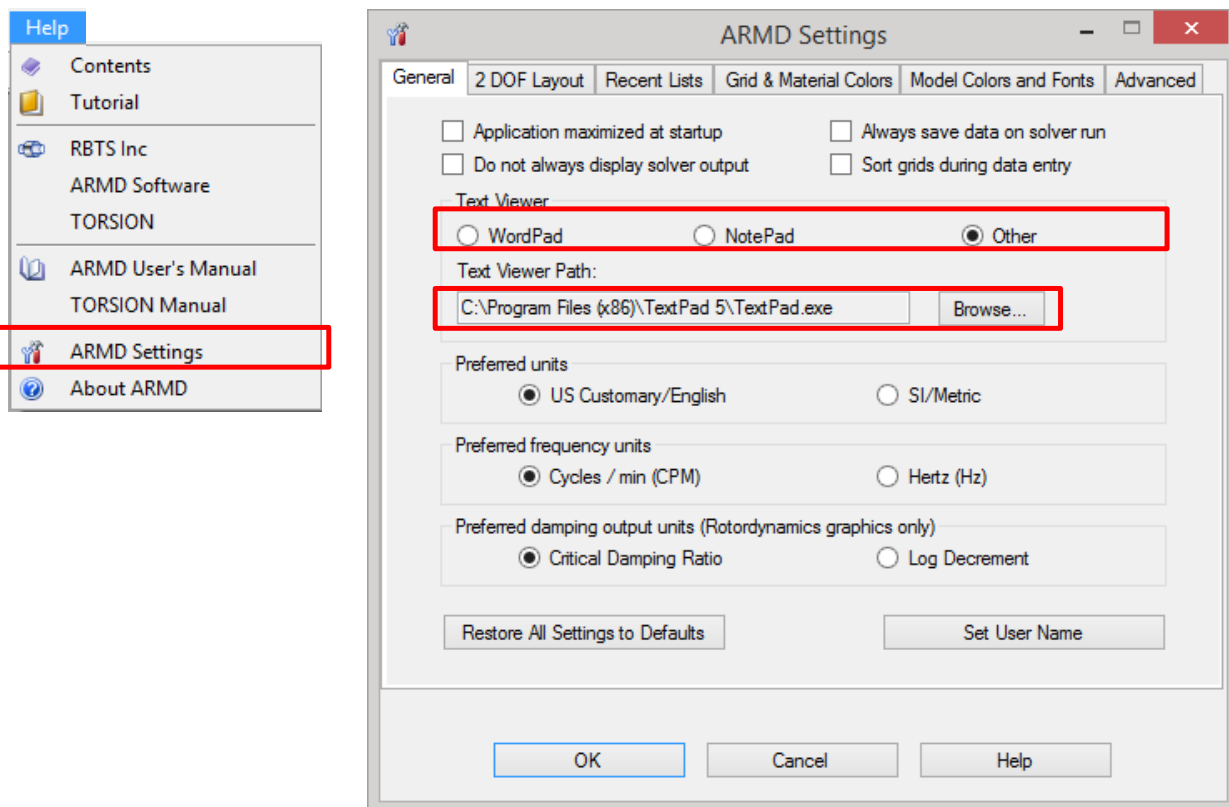 Help
Contents
Tutorial
RBTS Inc
ARMD Software
TORSION
ARMD User's Manual
TORSION Manual
ARMD Settings
About ARMD
ARMD Settings
General 2 DOF Layout Recent Lists Grid & Material Colors Model Colors and Fonts Advanced
Application maximized at startup Always save data on solver run
Do not always display solver output Sort grids during data entry
Text Viewer
WordPad NotePad Other
Text Viewer Path:
C:\Program Files (x86)\TextPad 5\TextPad.exe Browse...
Preferred units
US Customary/English SI/Metric
Preferred frequency units
Cycles / min (CPM) Hertz (Hz)
Preferred damping output units (Rotordynamics graphics only)
Critical Damping Ratio Log Decrement
Restore All Settings to Defaults Set User Name
OK Cancel Help